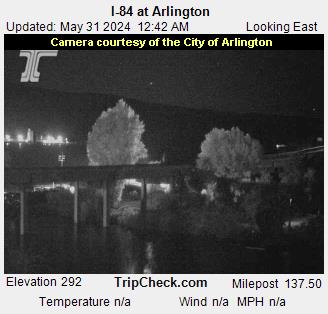 I-84 at Arlington
Updated: May 31 2024 12:42 AM Looking East
Camera courtesy of the City of Arlington
Elevation 292 TripCheck.com Milepost 137.50
Temperature n/a Wind n/a MPH n/a